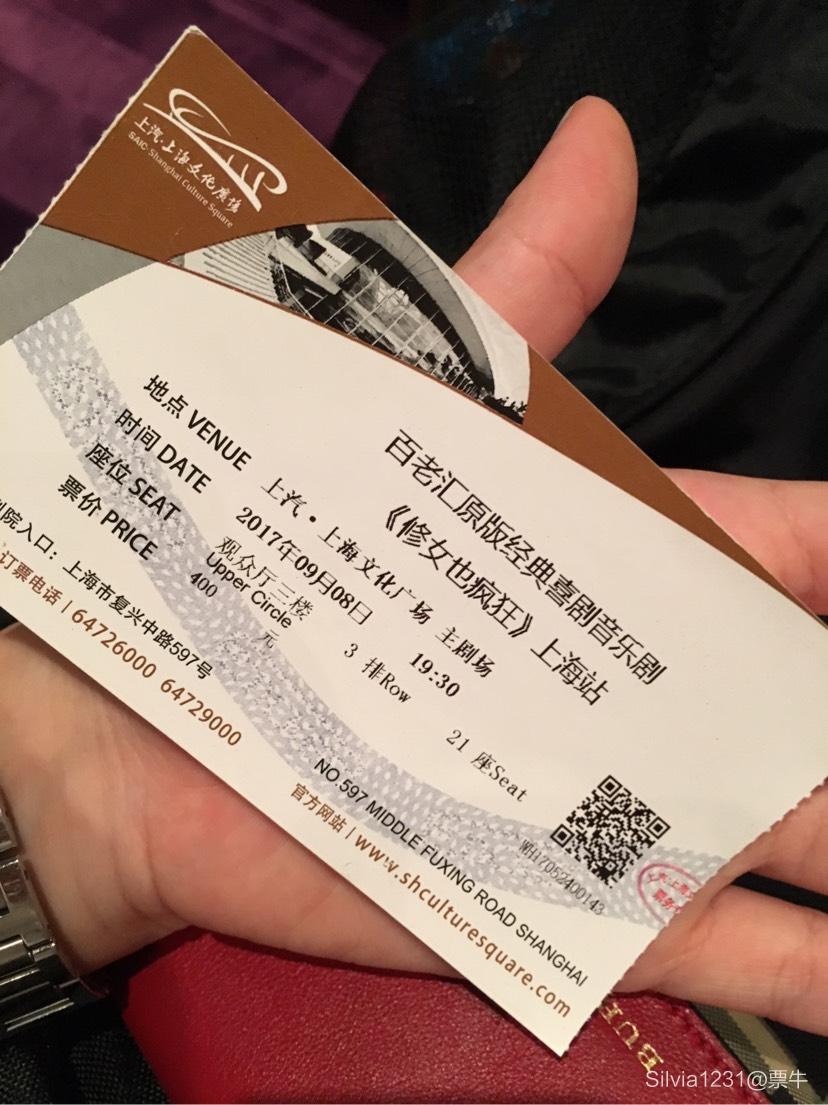 上汽·上海文化廣場
SAIC·Shanghai Culture Square
百老汇原版经典喜剧音乐剧
《修女也疯狂》上海站
地点 VENUE 上汽·上海文化广场 主剧场
时间 DATE 2017年09月08日 19:30
座位 SEAT 观众厅三楼 3 排Row 21 座Seat
Upper Circle
票价 PRICE 400 元
院入口：上海市复兴中路597号
NO.597 MIDDLE FUXING ROAD SHANGHAI
订票电话 | 64726000 64729000
官方网站 | www.shculturesquare.com
WH17052400143
BUR
Silvia1231@票牛